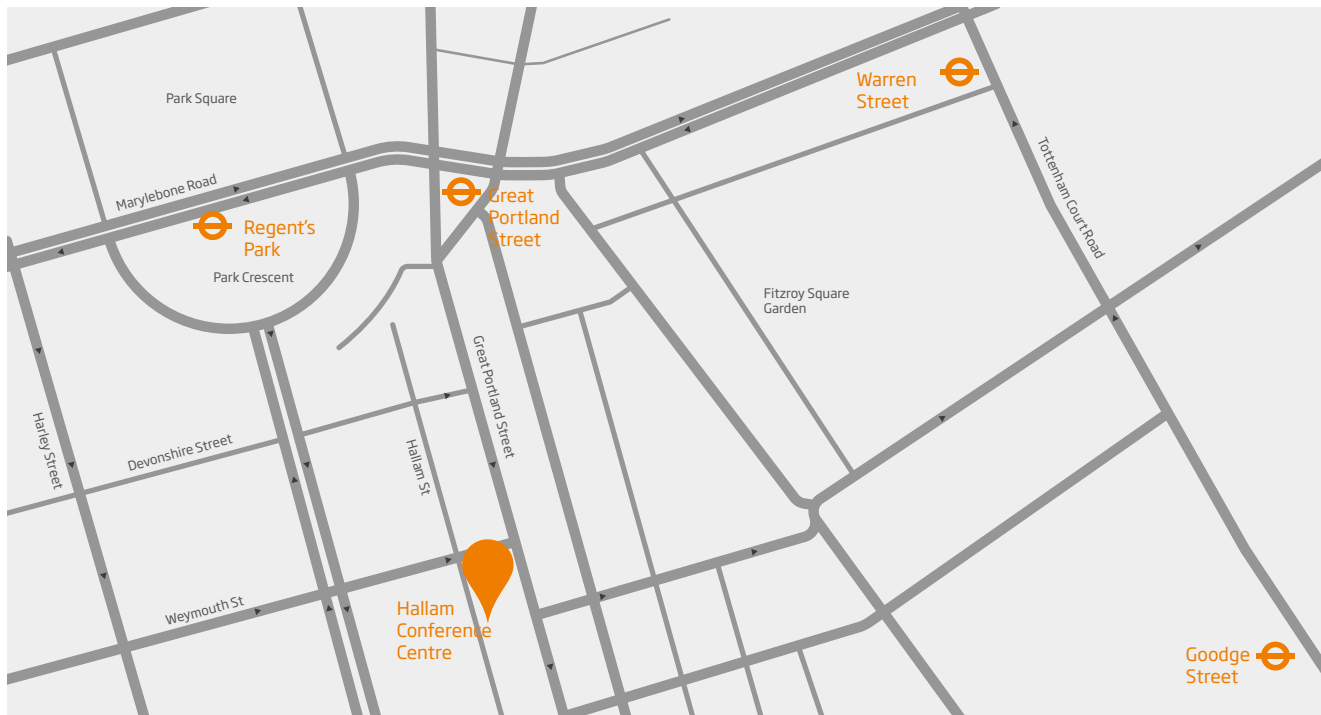 Warren
Street
Park Square
Tottenham Court Road
Marylebone Road
Great
Portland
Street
Regent's
Park
Park Crescent
Fitzroy Square
Garden
Great Portland Street
Harley Street
Devonshire Street
Hallam St
Weymouth St
Hallam
Conference
Centre
Goodge
Street